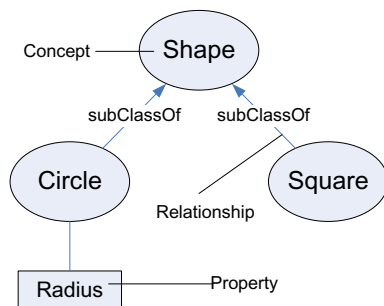 Shape
Concept
subClassOf
subClassOf
Circle
Square
Relationship
Radius
Property